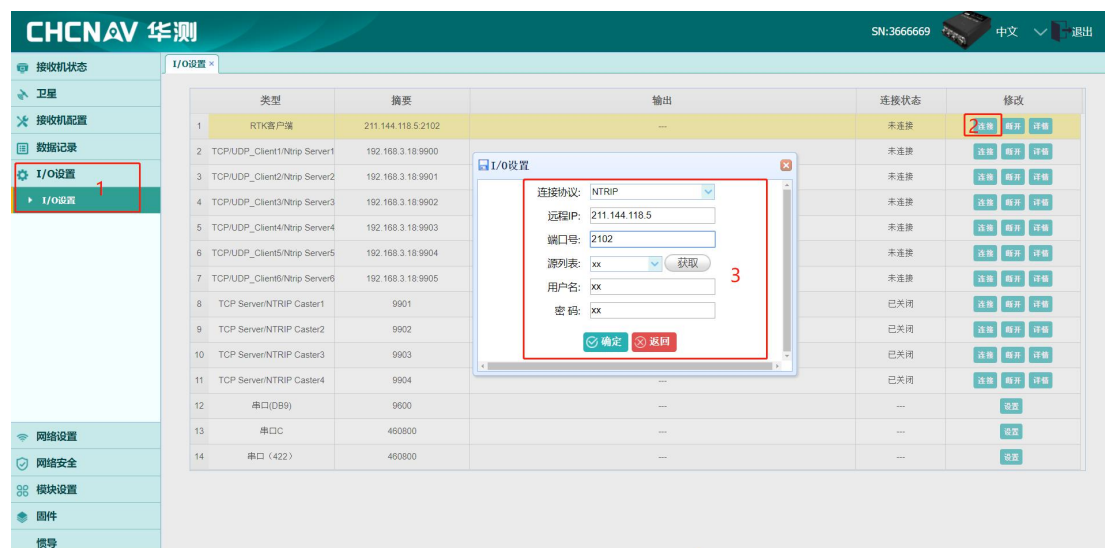 CHCNAV 华测
SN:3666669 中文 退出
接收机状态
卫星
接收机配置
数据记录
I/O设置
1
I/O设置
网络设置
网络安全
模块设置
固件
惯导
I/O设置 ×
类型 摘要 输出 连接状态 修改
1 RTK客户端 211.144.118.5:2102 --- 未连接 2 连接 断开 详情
2 TCP/UDP_Client1/Ntrip Server1 192.168.3.18:9900 未连接 连接 断开 详情
3 TCP/UDP_Client2/Ntrip Server2 192.168.3.18:9901 未连接 连接 断开 详情
4 TCP/UDP_Client3/Ntrip Server3 192.168.3.18:9902 未连接 连接 断开 详情
5 TCP/UDP_Client4/Ntrip Server4 192.168.3.18:9903 未连接 连接 断开 详情
6 TCP/UDP_Client5/Ntrip Server5 192.168.3.18:9904 未连接 连接 断开 详情
7 TCP/UDP_Client6/Ntrip Server6 192.168.3.18:9905 未连接 连接 断开 详情
8 TCP Server/NTRIP Caster1 9901 已关闭 连接 断开 详情
9 TCP Server/NTRIP Caster2 9902 已关闭 连接 断开 详情
10 TCP Server/NTRIP Caster3 9903 已关闭 连接 断开 详情
11 TCP Server/NTRIP Caster4 9904 --- 已关闭 连接 断开 详情
12 串口(DB9) 9600 --- --- 设置
13 串口C 460800 --- --- 设置
14 串口（422） 460800 --- --- 设置
I/O设置
连接协议: NTRIP
远程IP: 211.144.118.5
端口号: 2102
源列表: xx 获取
3
用户名: xx
密 码: xx
确定 返回